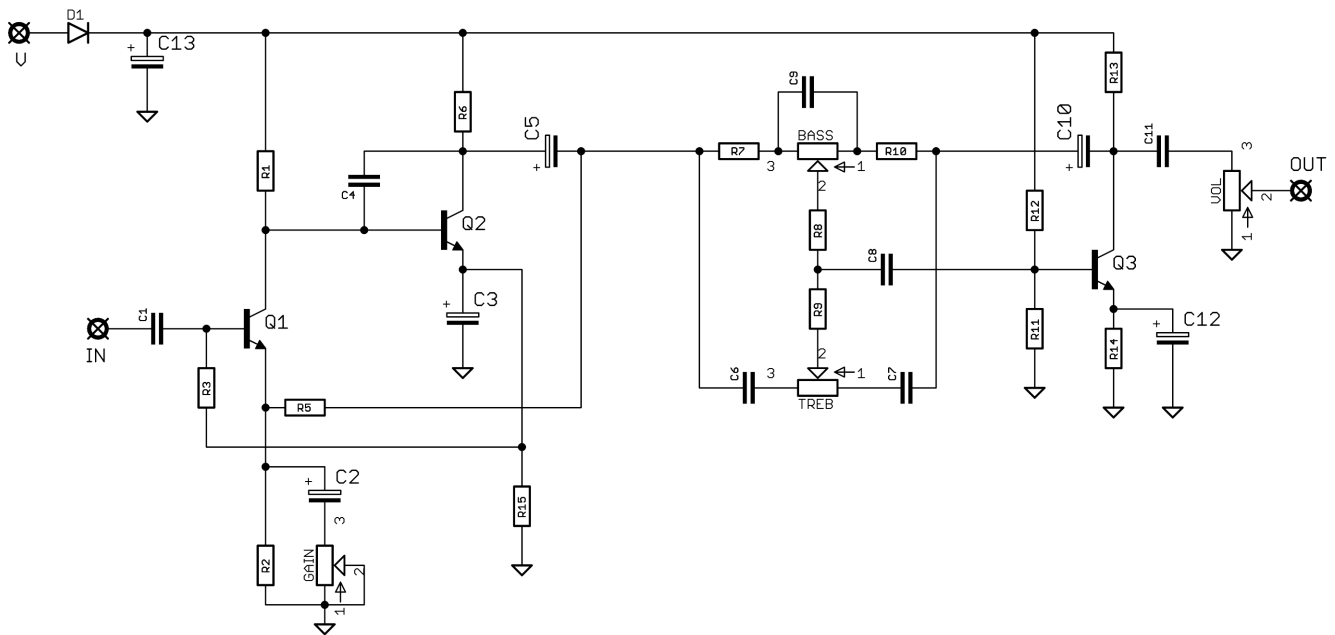 D1
V
+ C13
C9
R13
R6
C5
+
C10
+
C11
3
BASS
R7
3
1
R10
OUT
R1
C4
2
VOL
2
1
R12
Q2
R8
C8
Q3
+ C3
C1
Q1
IN
R9
R11
+ C12
R14
2
C6
3
1
C7
R3
TREB
R5
C2
+
R15
3
R2
GAIN
2
1